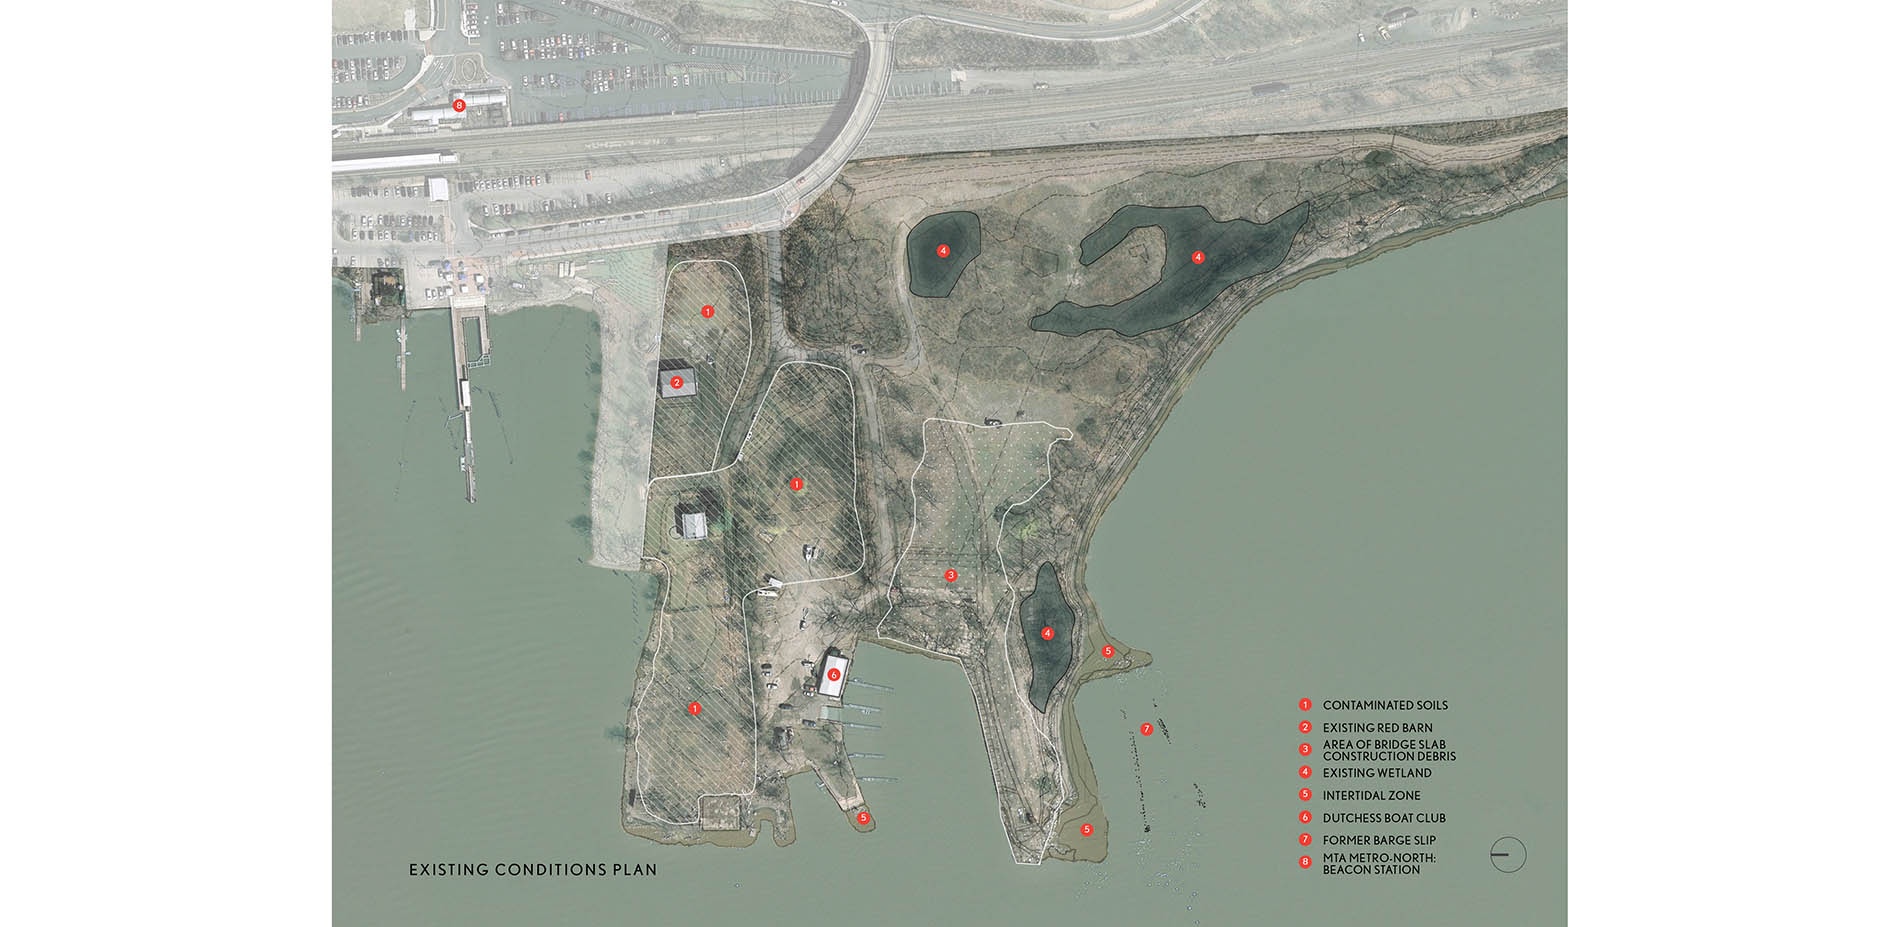 8
4
4
1
2
1
3
4
5
1
6
7
5
5
1 CONTAMINATED SOILS
2 EXISTING RED BARN
3 AREA OF BRIDGE SLAB
CONSTRUCTION DEBRIS
4 EXISTING WETLAND
5 INTERTIDAL ZONE
6 DUTCHESS BOAT CLUB
7 FORMER BARGE SLIP
8 MTA METRO-NORTH:
BEACON STATION
EXISTING CONDITIONS PLAN